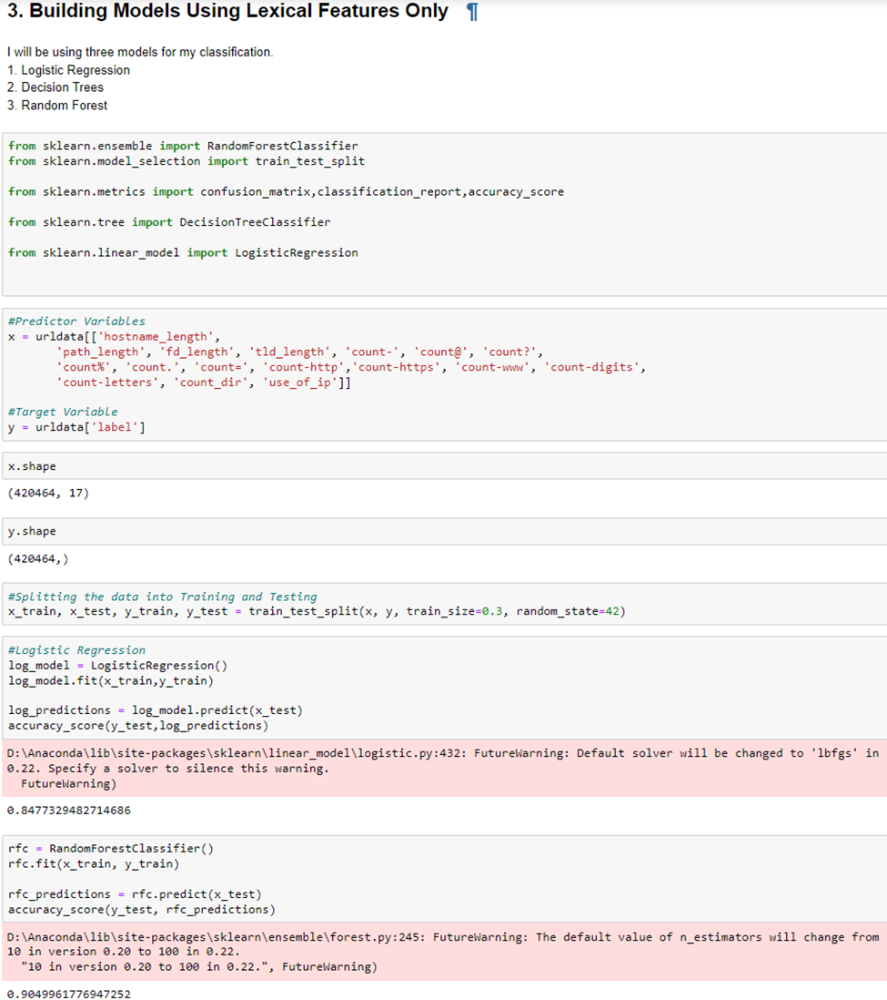 3. Building Models Using Lexical Features Only ¶
I will be using three models for my classification.
1. Logistic Regression
2. Decision Trees
3. Random Forest
from sklearn.ensemble import RandomForestClassifier
from sklearn.model_selection import train_test_split
from sklearn.metrics import confusion_matrix,classification_report,accuracy_score
from sklearn.tree import DecisionTreeClassifier
from sklearn.linear_model import LogisticRegression
#Predictor Variables
x = urldata[['hostname_length',
'path_length', 'fd_length', 'tld_length', 'count-', 'count@', 'count?',
'count%', 'count.', 'count=', 'count-http','count-https', 'count-www', 'count-digits',
'count-letters', 'count_dir', 'use_of_ip']]
#Target Variable
y = urldata['label']
x.shape
(420464, 17)
y.shape
(420464,)
#Splitting the data into Training and Testing
x_train, x_test, y_train, y_test = train_test_split(x, y, train_size=0.3, random_state=42)
#Logistic Regression
log_model = LogisticRegression()
log_model.fit(x_train,y_train)
log_predictions = log_model.predict(x_test)
accuracy_score(y_test,log_predictions)
D:\Anaconda\lib\site-packages\sklearn\linear_model\logistic.py:432: FutureWarning: Default solver will be changed to 'lbfgs' in
0.22. Specify a solver to silence this warning.
FutureWarning)
0.8477329482714686
rfc = RandomForestClassifier()
rfc.fit(x_train, y_train)
rfc_predictions = rfc.predict(x_test)
accuracy_score(y_test, rfc_predictions)
D:\Anaconda\lib\site-packages\sklearn\ensemble\forest.py:245: FutureWarning: The default value of n_estimators will change from
10 in version 0.20 to 100 in 0.22.
"10 in version 0.20 to 100 in 0.22.", FutureWarning)
0.9049961776947252